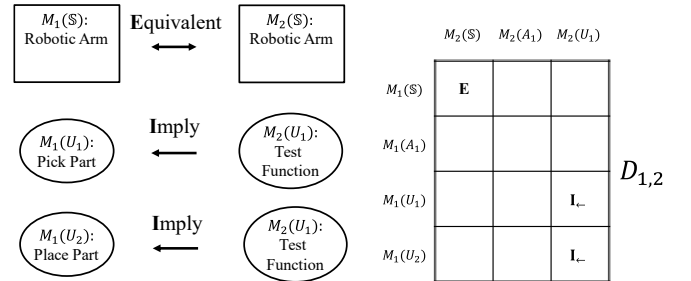 M₁(𝕊):
Robotic Arm
Equivalent
M₂(𝕊):
Robotic Arm
M₁(U₁):
Pick Part
Imply
M₂(U₁):
Test
Function
M₁(U₂):
Place Part
Imply
M₂(U₁):
Test
Function
M₂(𝕊) M₂(A₁) M₂(U₁)
M₁(𝕊) E
M₁(A₁)
M₁(U₁) I←
M₁(U₂) I←
D₁,₂